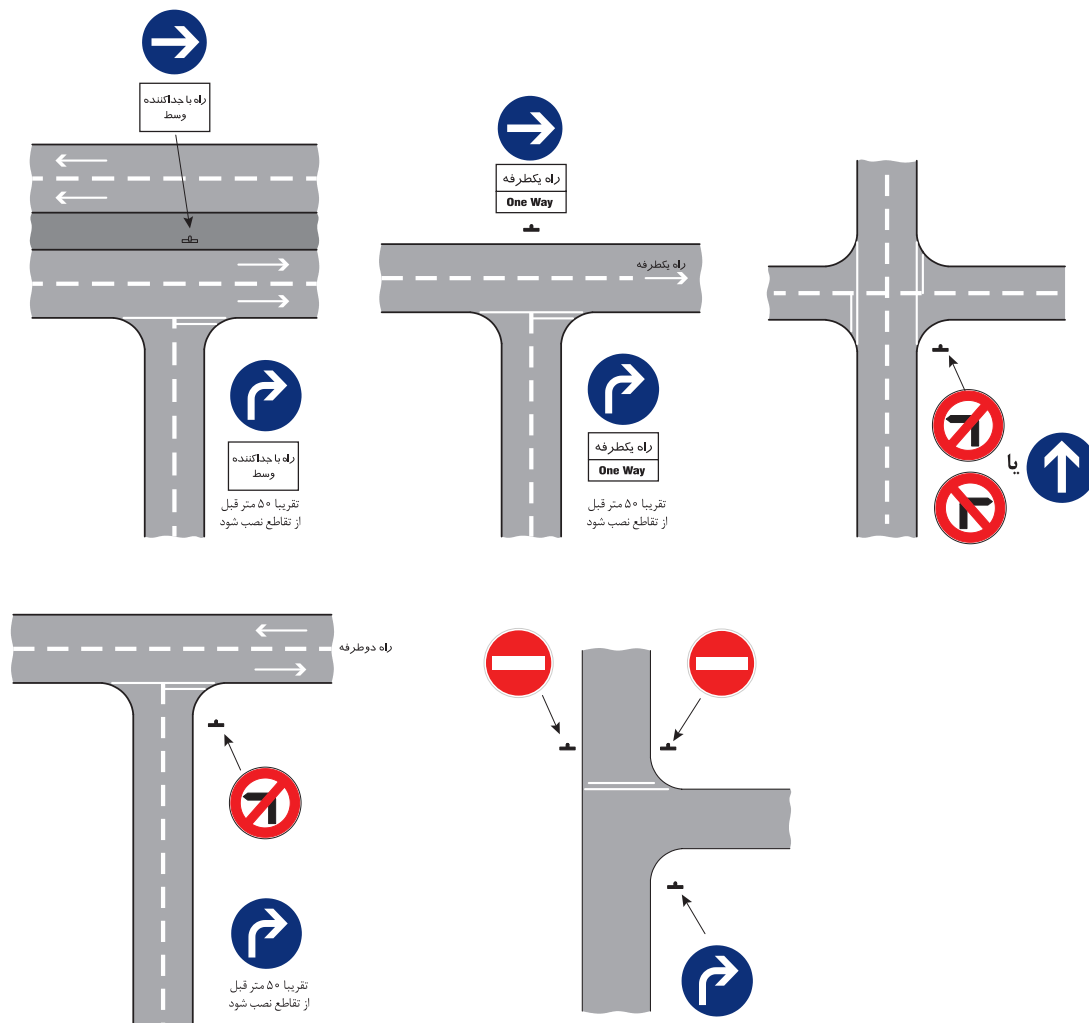 راه با جداکننده
وسط
راه یکطرفه
One Way
راه یکطرفه
راه با جداکننده
وسط
تقریبا ۵۰ متر قبل
از تقاطع نصب شود
راه یکطرفه
One Way
تقریبا ۵۰ متر قبل
از تقاطع نصب شود
یا
راه دوطرفه
تقریبا ۵۰ متر قبل
از تقاطع نصب شود